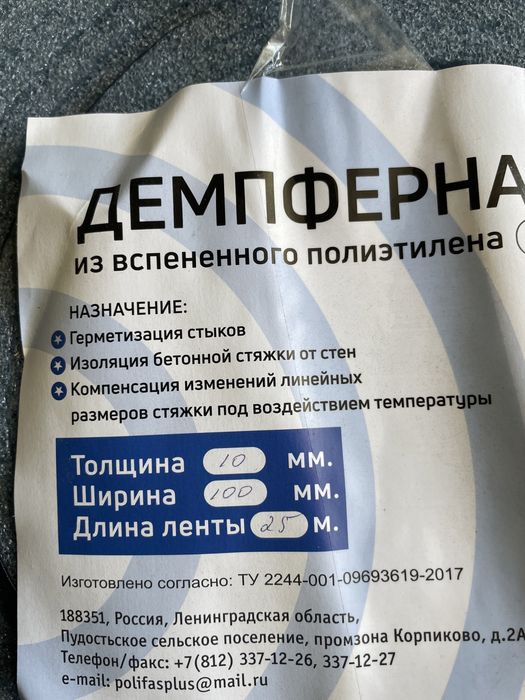 ДЕМПФЕРНА
из вспененного полиэтилена
НАЗНАЧЕНИЕ:
Герметизация стыков
Изоляция бетонной стяжки от стен
Компенсация изменений линейных
размеров стяжки под воздействием температуры
Толщина 10 мм.
Ширина 100 мм.
Длина ленты 25 м.
Изготовлено согласно: ТУ 2244-001-09693619-2017
188351, Россия, Ленинградская область,
Пудостьское сельское поселение, промзона Корпиково, д.2А
Телефон/факс: +7(812) 337-12-26, 337-12-27
e-mail: polifasplus@mail.ru